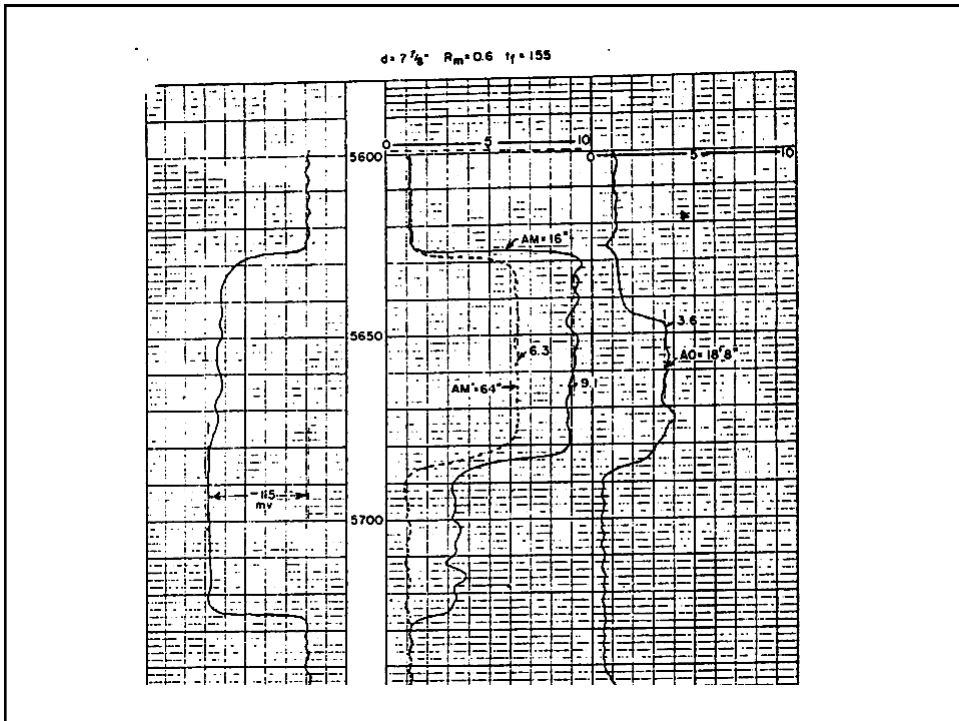 d = 7 7/8" Rm = 0.6 tf = 155
0 5 10
0 5 10
5600
AM = 16"
3.6
5650
6.3
AO = 18'8"
AM' = 64"
9.1
-115
mv
5700